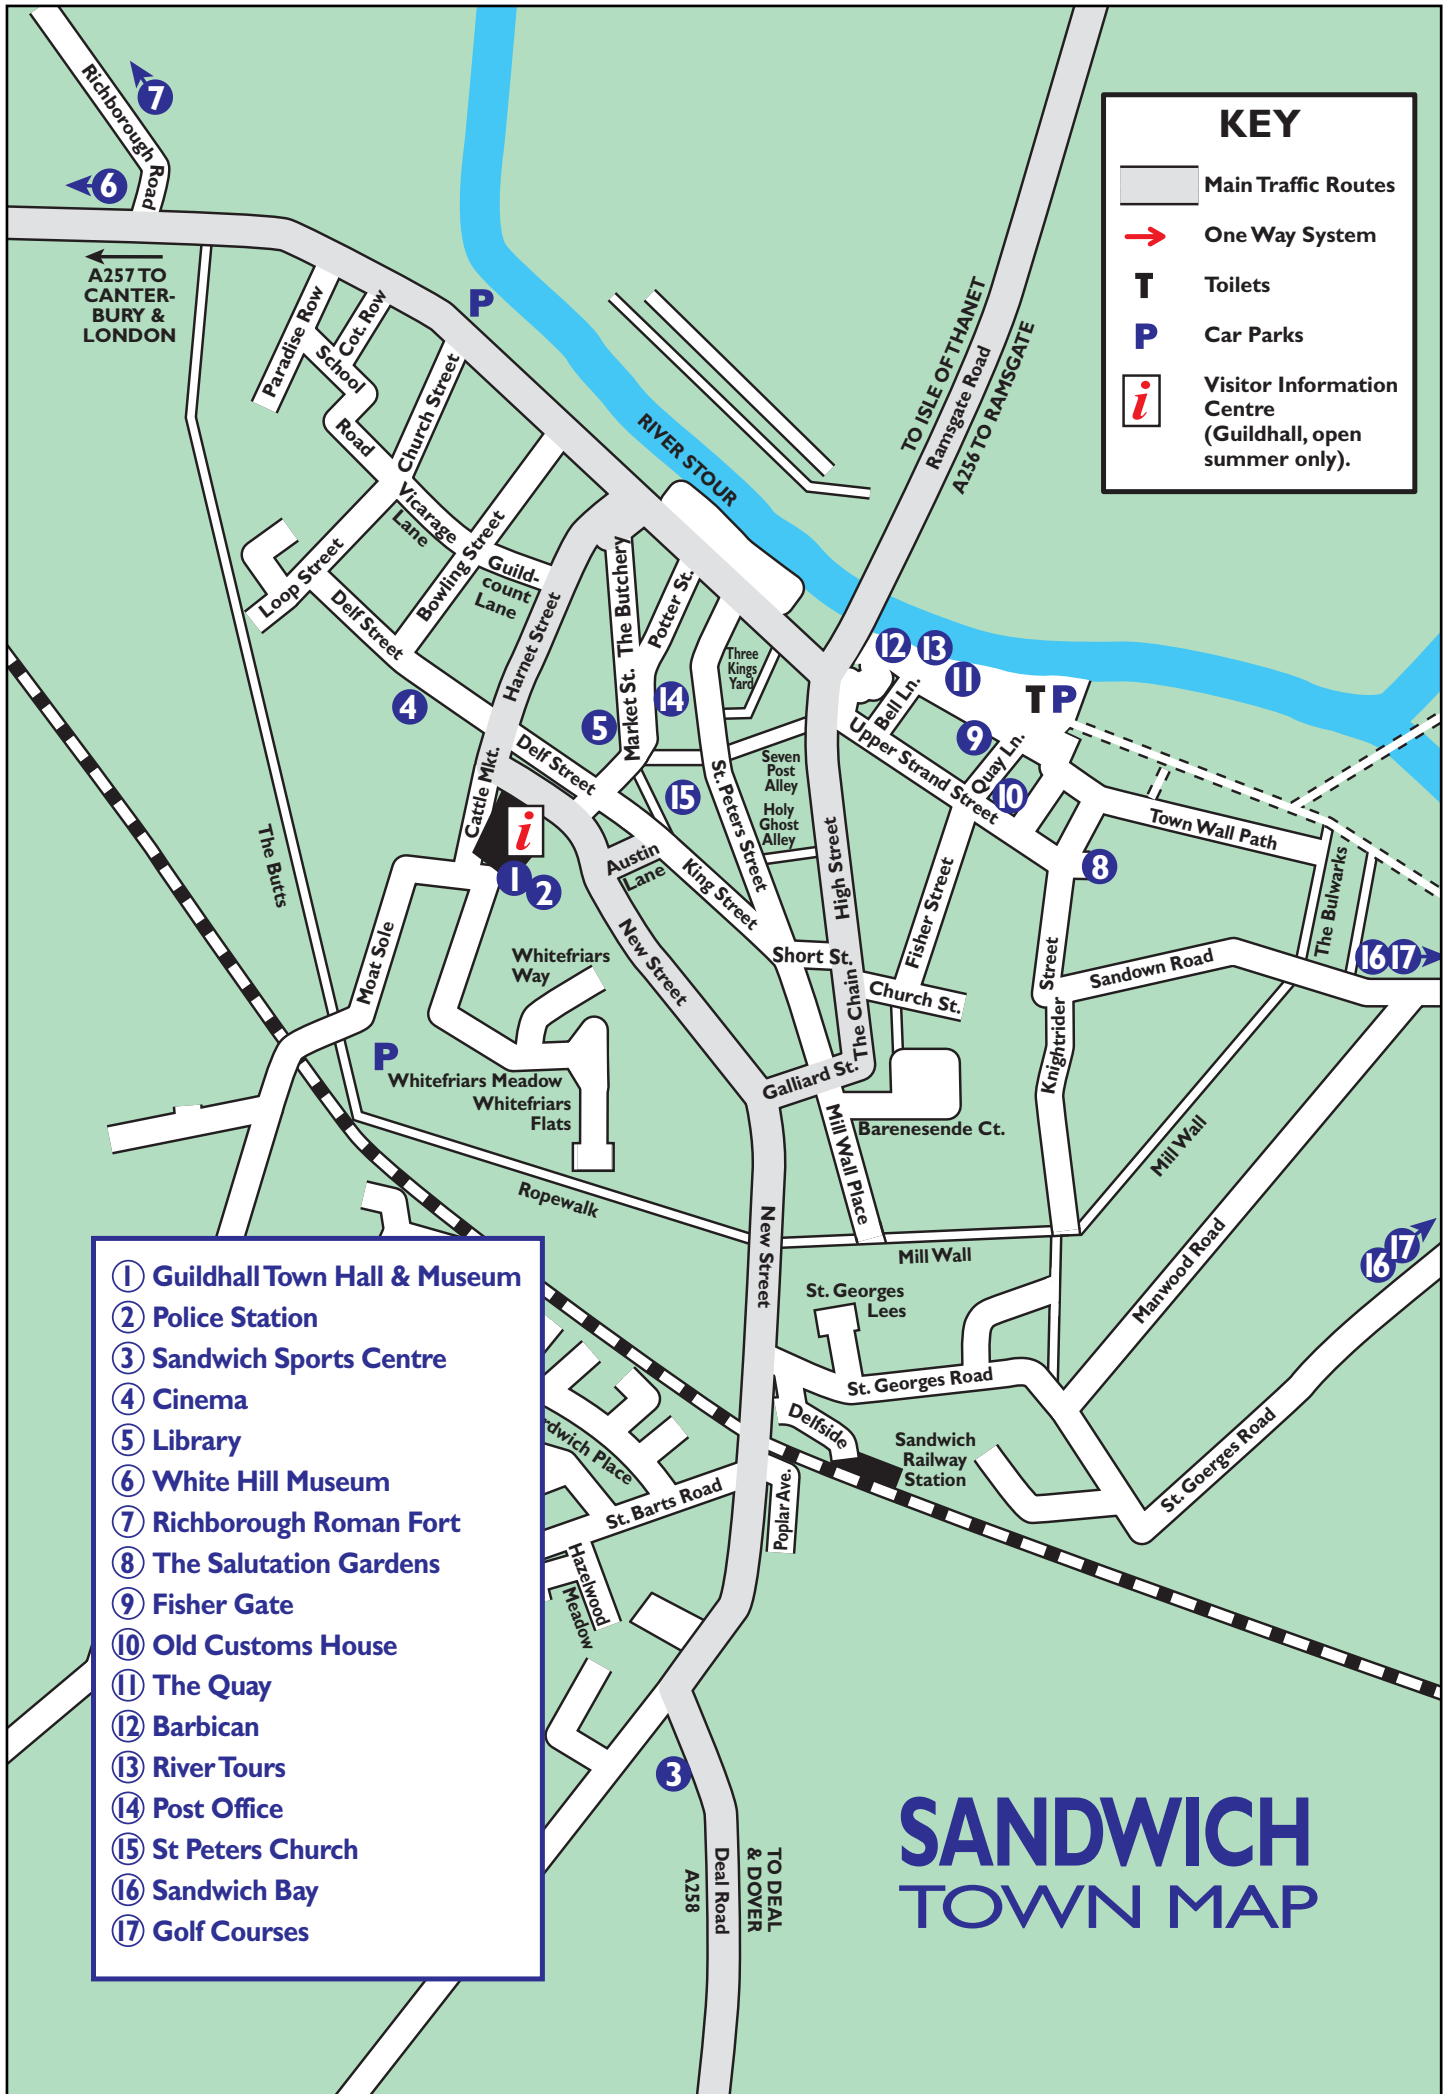 Richborough Road
7
6
A257 TO
CANTER-
BURY &
LONDON
P
KEY
Main Traffic Routes
One Way System
T
Toilets
P
Car Parks
i
Visitor Information
Centre
(Guildhall, open
summer only).
TO ISLE OF THANET
Ramsgate Road
A256 TO RAMSGATE
RIVER STOUR
Paradise Row
Cot. Row
School
Road
Church Street
Vicarage
Lane
Bowling Street
Guild-
count
Lane
Loop Street
Delf Street
Harnet Street
The Butchery
Potter St.
Market St.
Three
Kings
Yard
12
13
11
T
P
Bell Ln.
9
Quay Ln.
10
4
5
14
15
Delf Street
Cattle Mkt.
i
1
2
Upper Strand Street
Seven
Post
Alley
Holy
Ghost
Alley
St. Peters Street
High Street
Town Wall Path
The Bulwarks
8
The Butts
Austin
Lane
King Street
Fisher Street
Moat Sole
Whitefriars
Way
New Street
Short St.
The Chain
Church St.
Knightrider Street
Sandown Road
16
17
P
Whitefriars Meadow
Whitefriars
Flats
Galliard St.
Mill Wall Place
Barenesende Ct.
Mill Wall
Ropewalk
New Street
Mill Wall
Manwood Road
16
17
St. Georges
Lees
St. Georges Road
Delfside
Sandwich
Railway
Station
St. Goerges Road
rdwich Place
St. Barts Road
Poplar Ave.
Hazelwood
Meadow
3
Deal Road
A258
TO DEAL
& DOVER
1 Guildhall Town Hall & Museum
2 Police Station
3 Sandwich Sports Centre
4 Cinema
5 Library
6 White Hill Museum
7 Richborough Roman Fort
8 The Salutation Gardens
9 Fisher Gate
10 Old Customs House
11 The Quay
12 Barbican
13 River Tours
14 Post Office
15 St Peters Church
16 Sandwich Bay
17 Golf Courses
SANDWICH
TOWN MAP